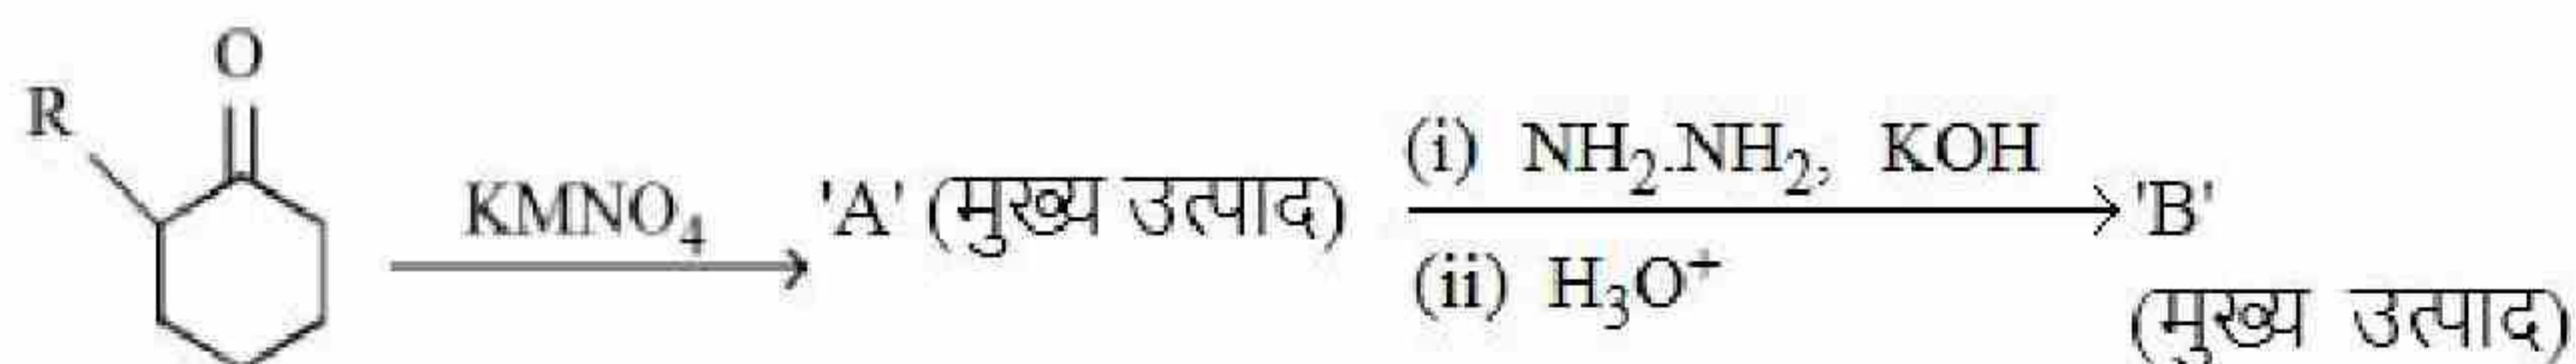 O
R
KMNO4 'A' (मुख्य उत्पाद) (i) NH2.NH2, KOH 'B'
(ii) H3O+ (मुख्य उत्पाद)